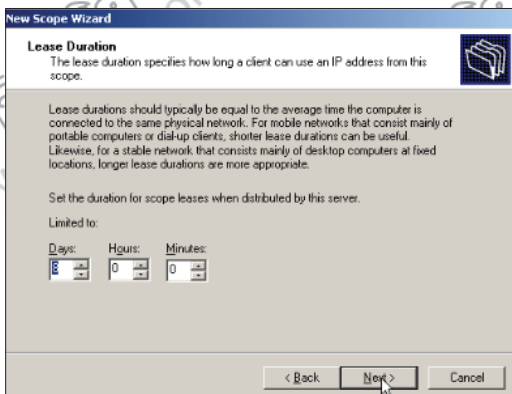 New Scope Wizard
Lease Duration
The lease duration specifies how long a client can use an IP address from this
scope.
Lease durations should typically be equal to the average time the computer is
connected to the same physical network. For mobile networks that consist mainly of
portable computers or dial-up clients, shorter lease durations can be useful.
Likewise, for a stable network that consists mainly of desktop computers at fixed
locations, longer lease durations are more appropriate.
Set the duration for scope leases when distributed by this server.
Limited to:
Days: Hours: Minutes:
8 0 0
< Back Next > Cancel